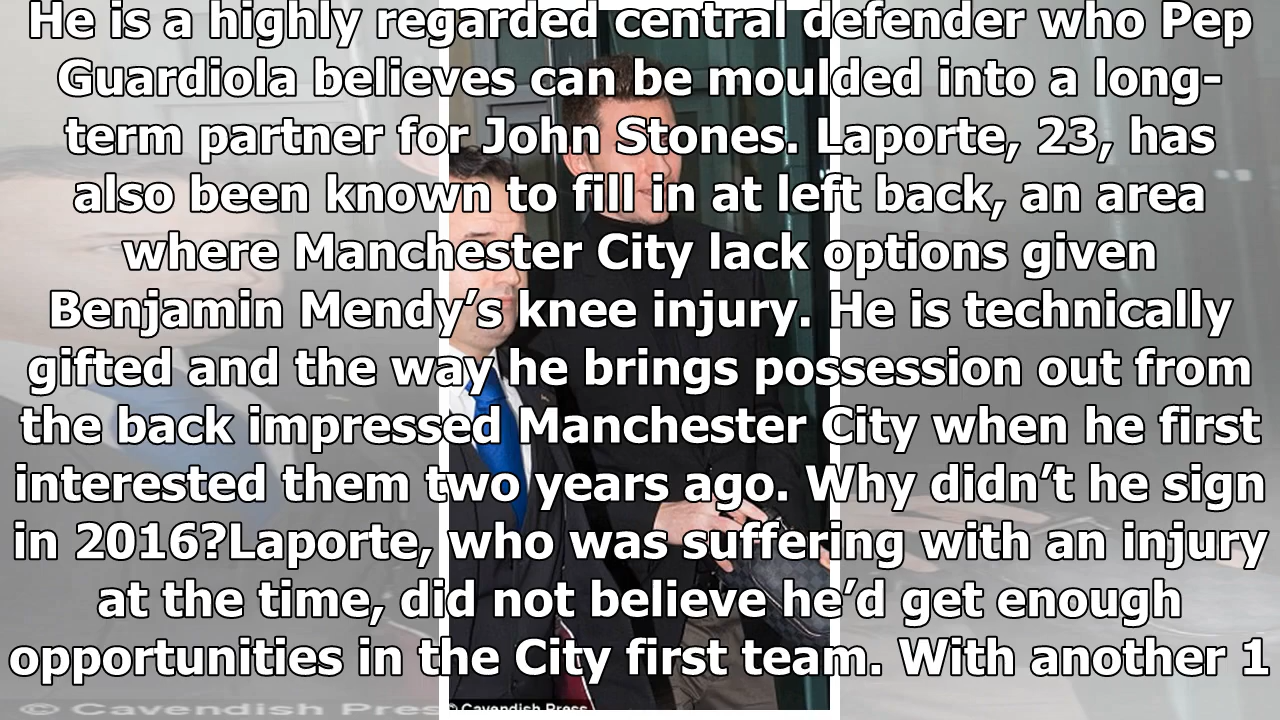 He is a highly regarded central defender who Pep
Guardiola believes can be moulded into a long-
term partner for John Stones. Laporte, 23, has
also been known to fill in at left back, an area
where Manchester City lack options given
Benjamin Mendy’s knee injury. He is technically
gifted and the way he brings possession out from
the back impressed Manchester City when he first
interested them two years ago. Why didn’t he sign
in 2016?Laporte, who was suffering with an injury
at the time, did not believe he’d get enough
opportunities in the City first team. With another 1
© Cavendish Press
© Cavendish Press